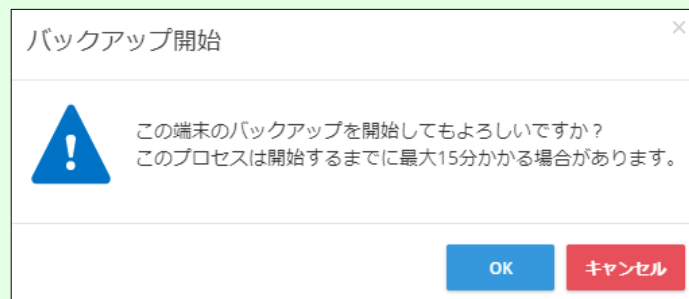 バックアップ開始
この端末のバックアップを開始してもよろしいですか？
このプロセスは開始するまでに最大15分かかる場合があります。
OK
キャンセル